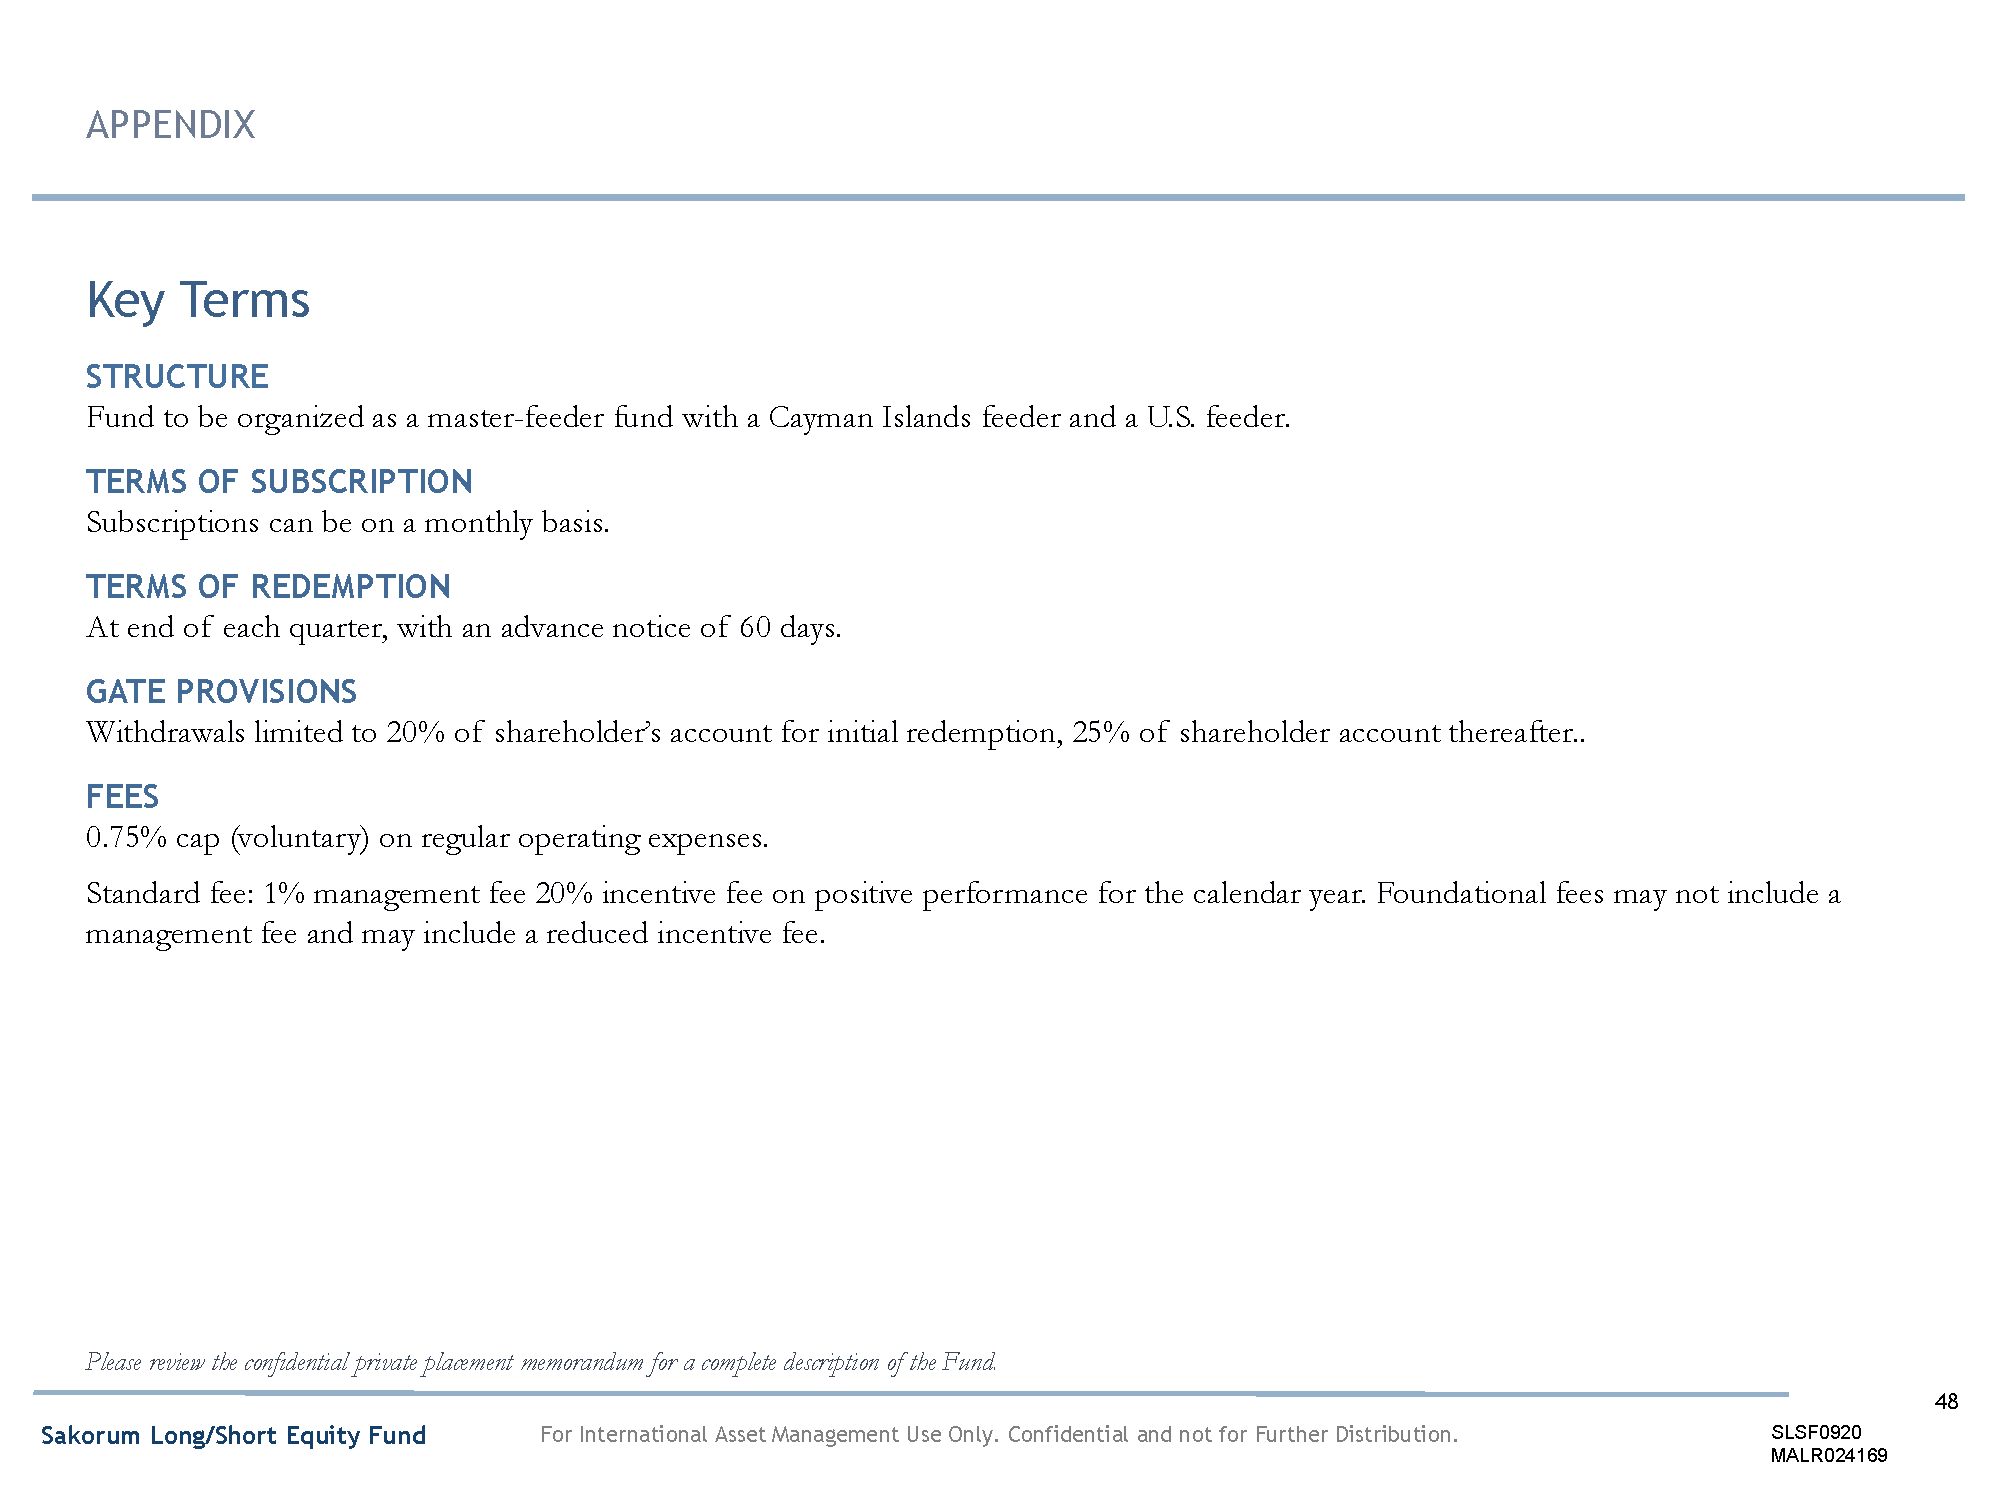 APPENDIX
Key Terms
STRUCTURE
Fund to be organized as a master-feeder fund with a Cayman Islands feeder and a U.S. feeder.
TERMS OF SUBSCRIPTION
Subscriptions can be on a monthly basis.
TERMS OF REDEMPTION
At end of each quarter, with an advance notice of 60 days.
GATE PROVISIONS
Withdrawals limited to 20% of shareholder’s account for initial redemption, 25% of shareholder account thereafter..
FEES
0.75% cap (voluntary) on regular operating expenses.
Standard fee: 1% management fee 20% incentive fee on positive performance for the calendar year. Foundational fees may not include a
management fee and may include a reduced incentive fee.
Please review the confidential private placement memorandum for a complete description of the Fund.
48
Sakorum Long/Short Equity Fund For International Asset Management Use Only. Confidential and not for Further Distribution. SLSF0920
MALR024169